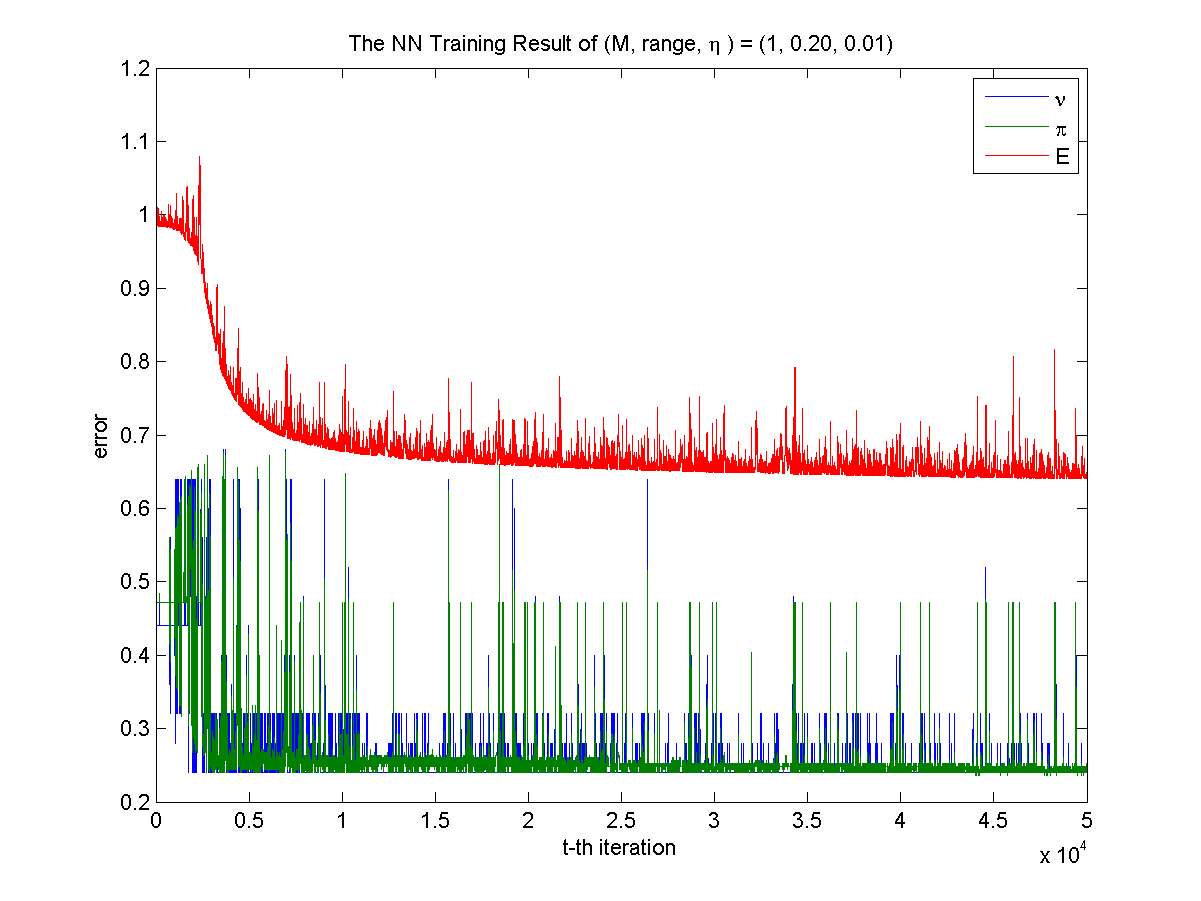 The NN Training Result of (M, range, η ) = (1, 0.20, 0.01)
1.2
1.1
1
0.9
0.8
0.7
0.6
0.5
0.4
0.3
0.2
error
ν
π
E
0 0.5 1 1.5 2 2.5 3 3.5 4 4.5 5
t-th iteration
x 10^4